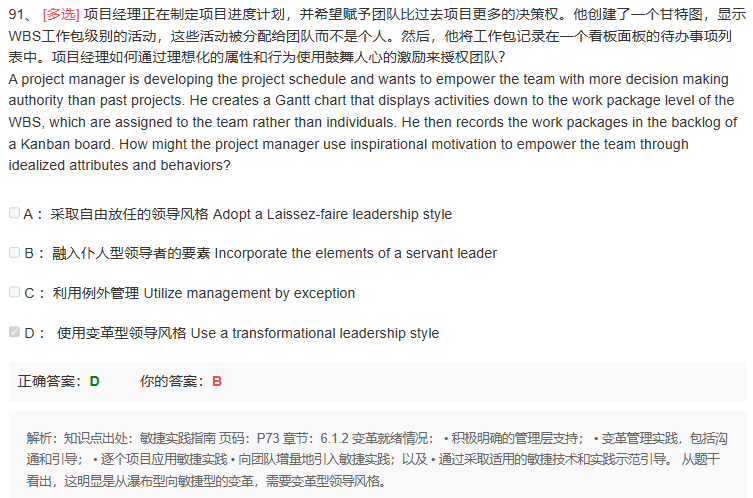 91、 [多选] 项目经理正在制定项目进度计划，并希望赋予团队比过去项目更多的决策权。他创建了一个甘特图，显示
WBS工作包级别的活动，这些活动被分配给团队而不是个人。然后，他将工作包记录在一个看板面板的待办事项列
表中。项目经理如何通过理想化的属性和行为使用鼓舞人心的激励来授权团队?
A project manager is developing the project schedule and wants to empower the team with more decision making
authority than past projects. He creates a Gantt chart that displays activities down to the work package level of the
WBS, which are assigned to the team rather than individuals. He then records the work packages in the backlog of
a Kanban board. How might the project manager use inspirational motivation to empower the team through
idealized attributes and behaviors?
A： 采取自由放任的领导风格 Adopt a Laissez-faire leadership style
B： 融入仆人型领导者的要素 Incorporate the elements of a servant leader
C： 利用例外管理 Utilize management by exception
D： 使用变革型领导风格 Use a transformational leadership style
正确答案：D 你的答案：B
解析：知识点出处：敏捷实践指南 页码：P73 章节：6.1.2 变革就绪情况： • 积极明确的管理层支持； • 变革管理实践，包括沟
通和引导； • 逐个项目应用敏捷实践 • 向团队增量地引入敏捷实践；以及 • 通过采取适用的敏捷技术和实践示范引导。 从题干
看出，这明显是从瀑布型向敏捷型的变革，需要变革型领导风格。